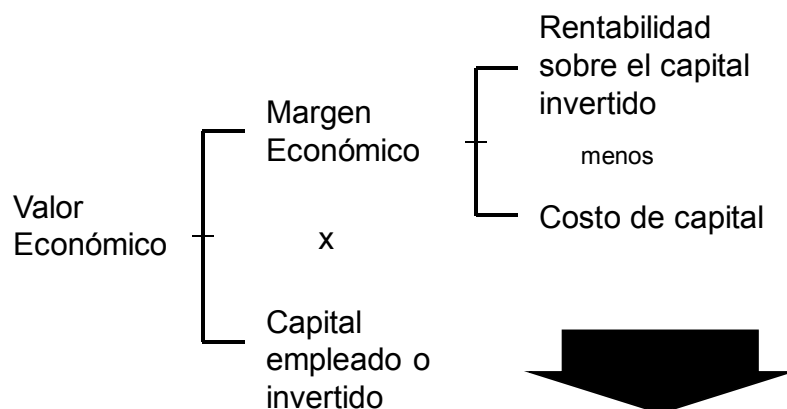 Rentabilidad
sobre el capital
invertido
Margen
Económico
menos
Valor
Económico
x
Costo de capital
Capital
empleado o
invertido